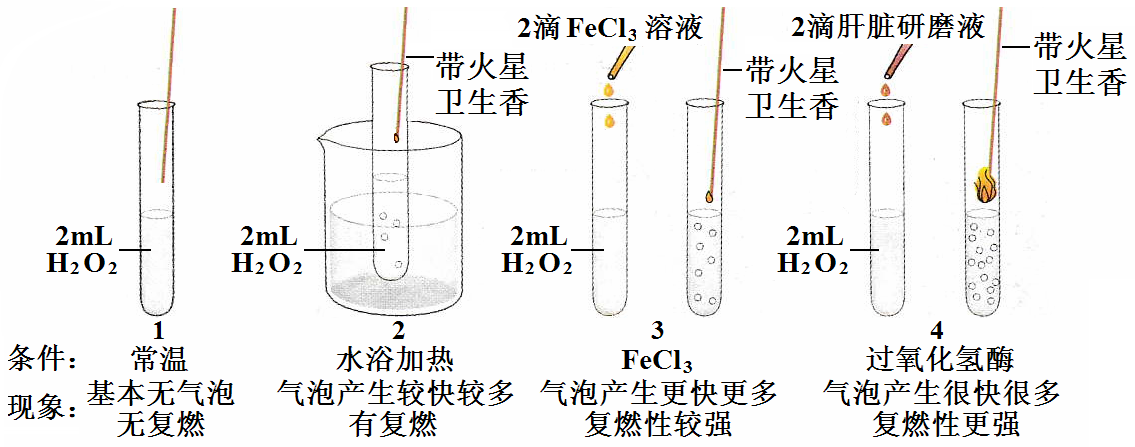 2滴FeCl3溶液
2滴肝脏研磨液
带火星
卫生香
带火星
卫生香
带火星
卫生香
2mL
H2O2
2mL
H2O2
2mL
H2O2
2mL
H2O2
1 2 3 4
条件： 常温 水浴加热 FeCl3 过氧化氢酶
现象： 基本无气泡 气泡产生较快较多 气泡产生更快更多 气泡产生很快很多
无复燃 有复燃 复燃性较强 复燃性更强